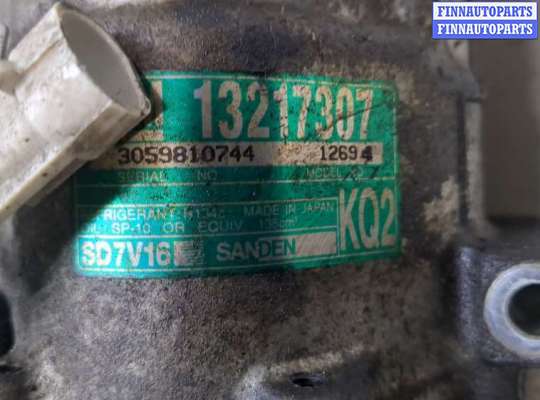 FINNAUTOPARTS
FINNAUTOPARTS
FINNAUTOPARTS
13217307
3059810744 12694
SERIAL NO MODEL
RIGERANT MADE IN JAPAN
SP-10 OR EQUIV
KQ2
SD7V16 SANDEN